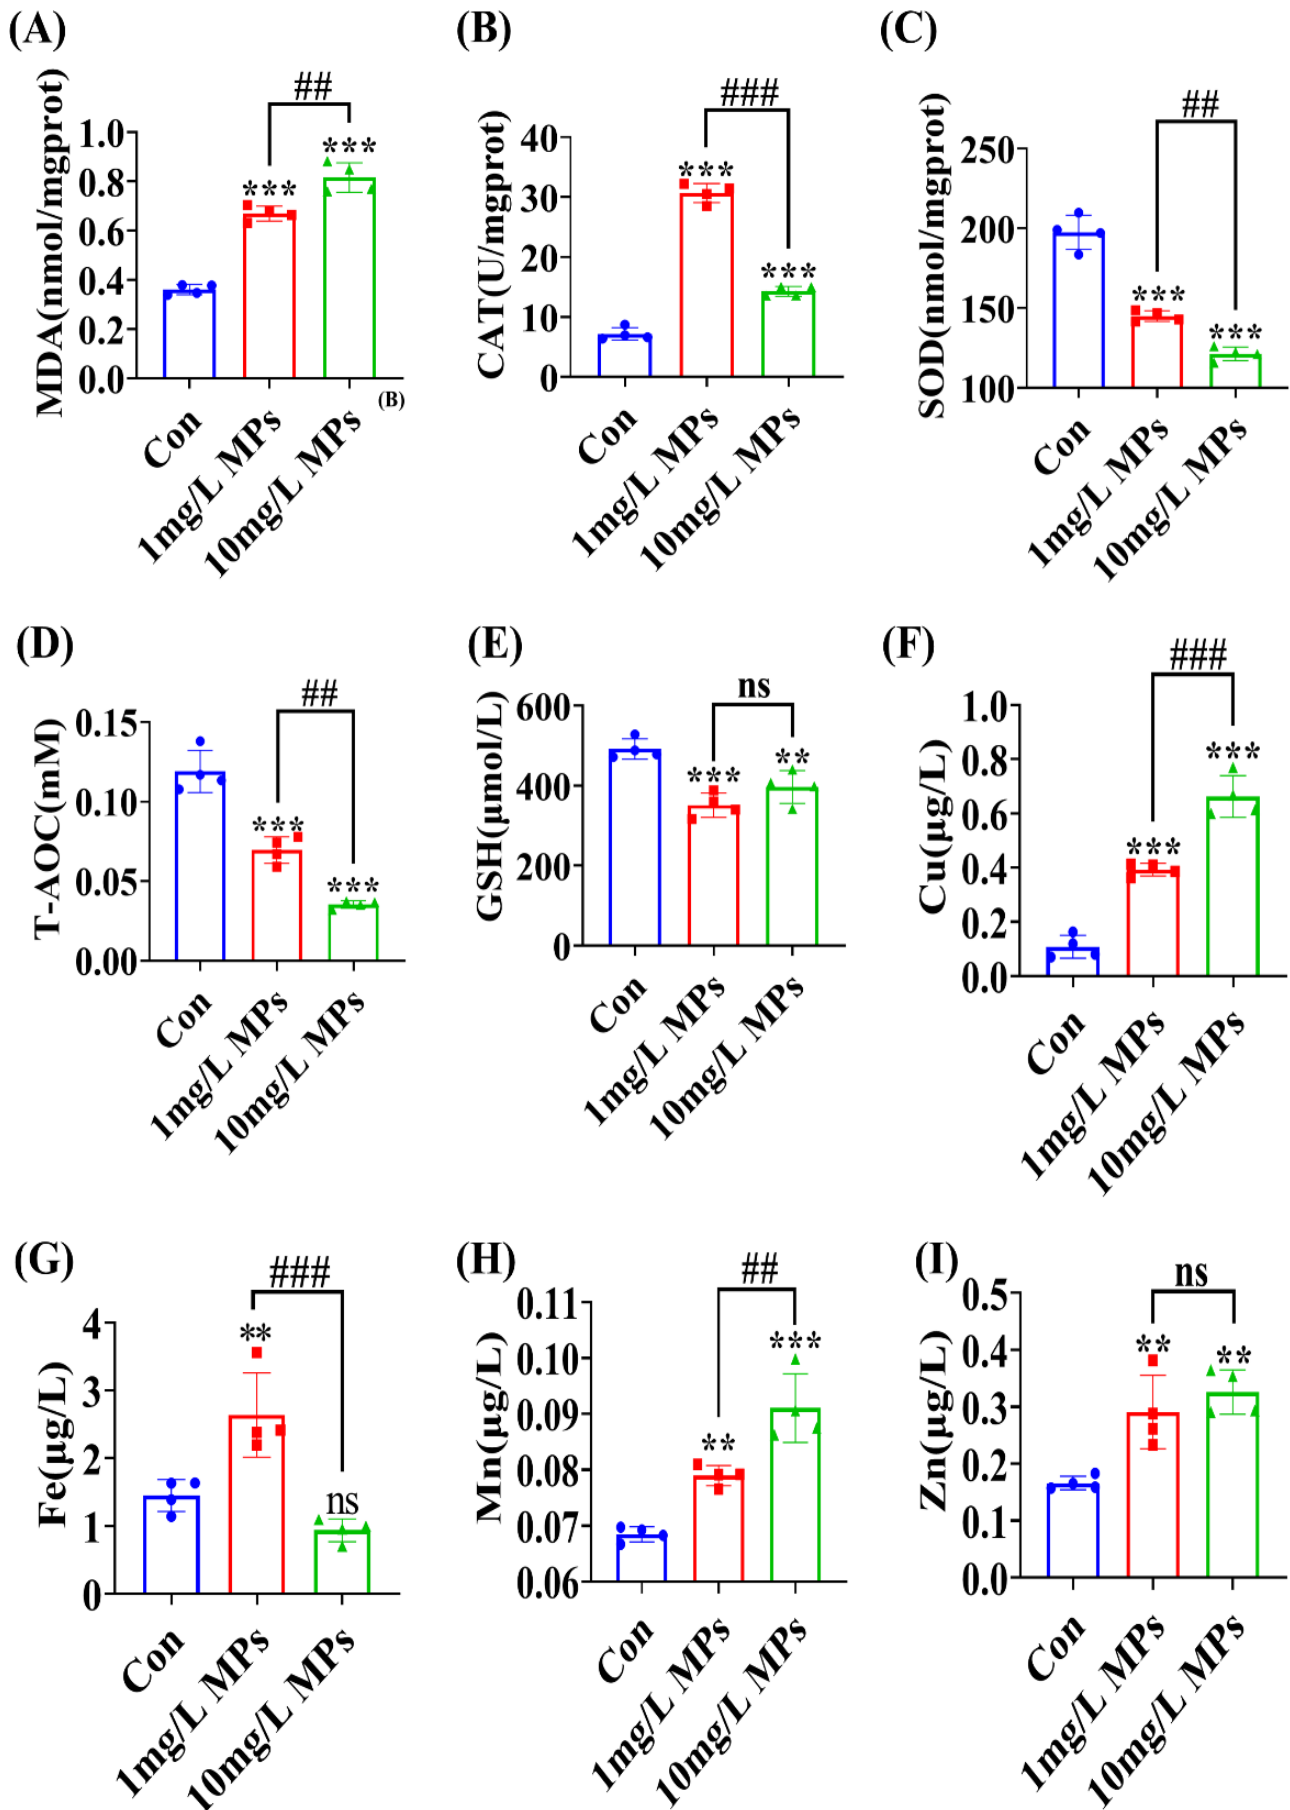 (A)
MDA(nmol/mgprot)
1.0
0.8
0.6
0.4
0.2
0.0
##
***
***
(B)
Con
1mg/L MPs
10mg/L MPs
(B)
CAT(U/mgprot)
40
30
20
10
0
###
***
***
Con
1mg/L MPs
10mg/L MPs
(C)
SOD(nmol/mgprot)
250
200
150
100
##
***
***
Con
1mg/L MPs
10mg/L MPs
(D)
T-AOC(mM)
0.15
0.10
0.05
0.00
##
***
***
Con
1mg/L MPs
10mg/L MPs
(E)
GSH(μmol/L)
600
400
200
0
ns
***
**
Con
1mg/L MPs
10mg/L MPs
(F)
Cu(μg/L)
1.0
0.8
0.6
0.4
0.2
0.0
###
***
***
Con
1mg/L MPs
10mg/L MPs
(G)
Fe(μg/L)
4
3
2
1
0
###
**
ns
Con
1mg/L MPs
10mg/L MPs
(H)
Mn(μg/L)
0.11
0.10
0.09
0.08
0.07
0.06
##
**
***
Con
1mg/L MPs
10mg/L MPs
(I)
Zn(μg/L)
0.5
0.4
0.3
0.2
0.1
0.0
ns
**
**
Con
1mg/L MPs
10mg/L MPs